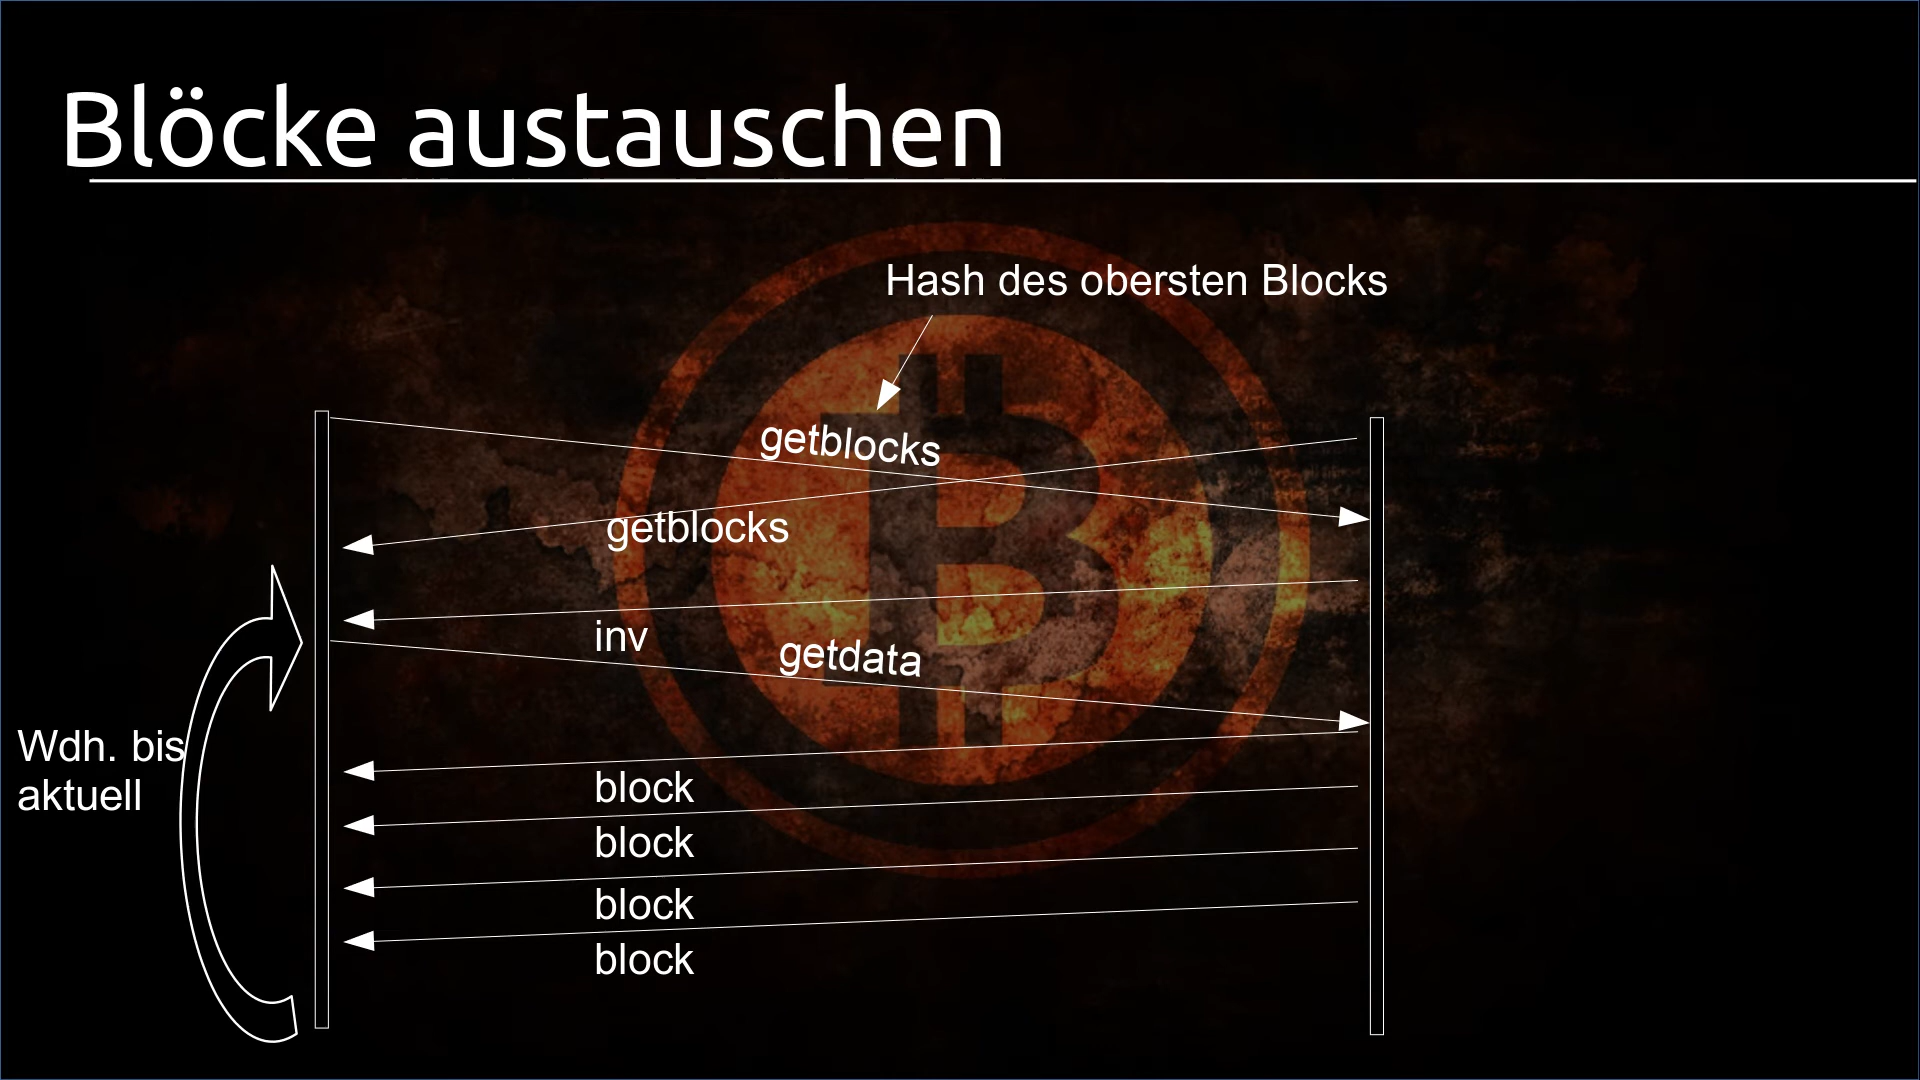 Blöcke austauschen
Hash des obersten Blocks
getblocks
getblocks
inv
getdata
Wdh. bis
aktuell
block
block
block
block